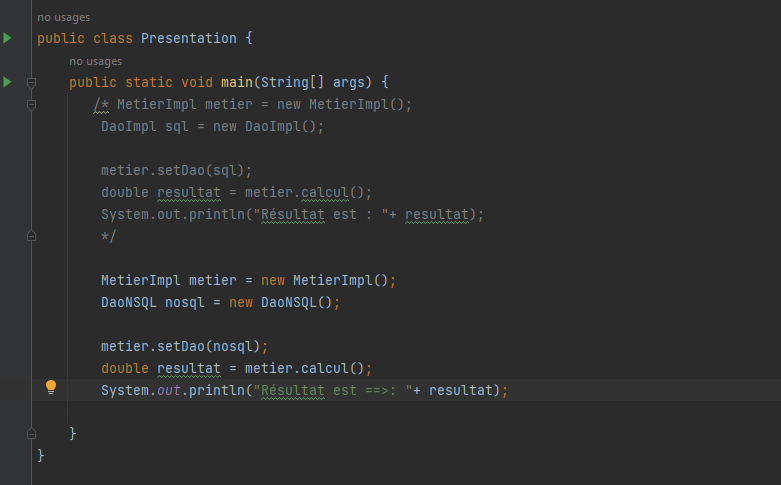 no usages
public class Presentation {
no usages
public static void main(String[] args) {
/* MetierImpl metier = new MetierImpl();
DaoImpl sql = new DaoImpl();
metier.setDao(sql);
double resultat = metier.calcul();
System.out.println("Résultat est : "+ resultat);
*/
MetierImpl metier = new MetierImpl();
DaoNSQL nosql = new DaoNSQL();
metier.setDao(nosql);
double resultat = metier.calcul();
System.out.println("Résultat est ==>: "+ resultat);
}
}